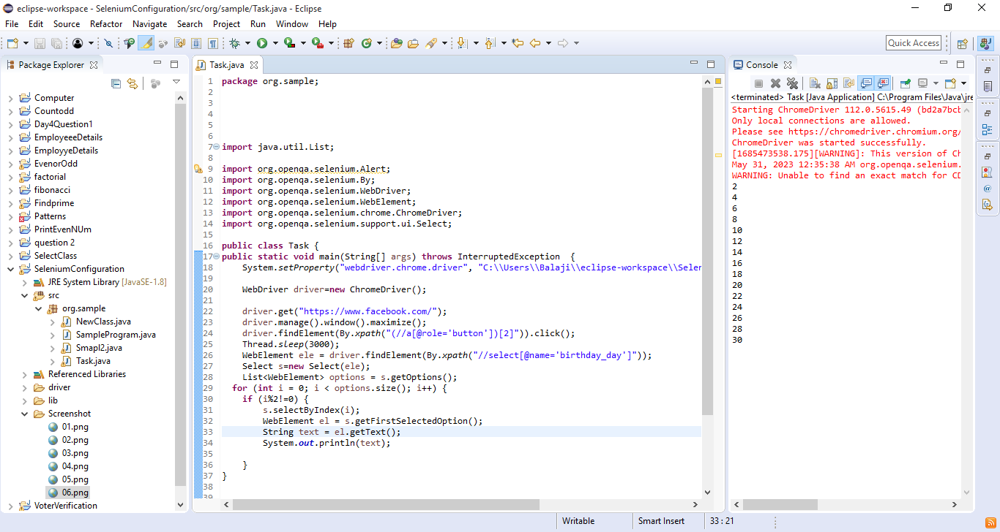 eclipse-workspace - SeleniumConfiguration/src/org/sample/Task.java - Eclipse
File Edit Source Refactor Navigate Search Project Run Window Help
Quick Access
Package Explorer
Computer
Countodd
Day4Question1
EmployeeeDetails
EmployyeDetails
EvenorOdd
factorial
fibonacci
Findprime
Patterns
PrintEvenNUm
question 2
SelectClass
SeleniumConfiguration
JRE System Library [JavaSE-1.8]
src
org.sample
NewClass.java
SampleProgram.java
Smapl2.java
Task.java
Referenced Libraries
driver
lib
Screenshot
01.png
02.png
03.png
04.png
05.png
06.png
VoterVerification
Task.java
1 package org.sample;
2
3
4
5
6
7 import java.util.List;
8
9 import org.openqa.selenium.Alert;
10 import org.openqa.selenium.By;
11 import org.openqa.selenium.WebDriver;
12 import org.openqa.selenium.WebElement;
13 import org.openqa.selenium.chrome.ChromeDriver;
14 import org.openqa.selenium.support.ui.Select;
15
16 public class Task {
17 public static void main(String[] args) throws InterruptedException {
18 System.setProperty("webdriver.chrome.driver", "C:\\Users\\Balaji\\eclipse-workspace\\Seler
19
20 WebDriver driver=new ChromeDriver();
21
22 driver.get("https://www.facebook.com/");
23 driver.manage().window().maximize();
24 driver.findElement(By.xpath("(//a[@role='button'])[2]")).click();
25 Thread.sleep(3000);
26 WebElement ele = driver.findElement(By.xpath("//select[@name='birthday_day']"));
27 Select s=new Select(ele);
28 List<WebElement> options = s.getOptions();
29 for (int i = 0; i < options.size(); i++) {
30 if (i%2!=0) {
31 s.selectByIndex(i);
32 WebElement el = s.getFirstSelectedOption();
33 String text = el.getText();
34 System.out.println(text);
35
36 }
37 }
38
39
Console
<terminated> Task [Java Application] C:\Program Files\Java\jre
Starting ChromeDriver 112.0.5615.49 (bd2a7bcb
Only local connections are allowed.
Please see https://chromedriver.chromium.org/
ChromeDriver was started successfully.
[1685473538.175][WARNING]: This version of Ch
May 31, 2023 12:35:38 AM org.openqa.selenium.
WARNING: Unable to find an exact match for CD
2
4
6
8
10
12
14
16
18
20
22
24
26
28
30
Writable
Smart Insert
33 : 21